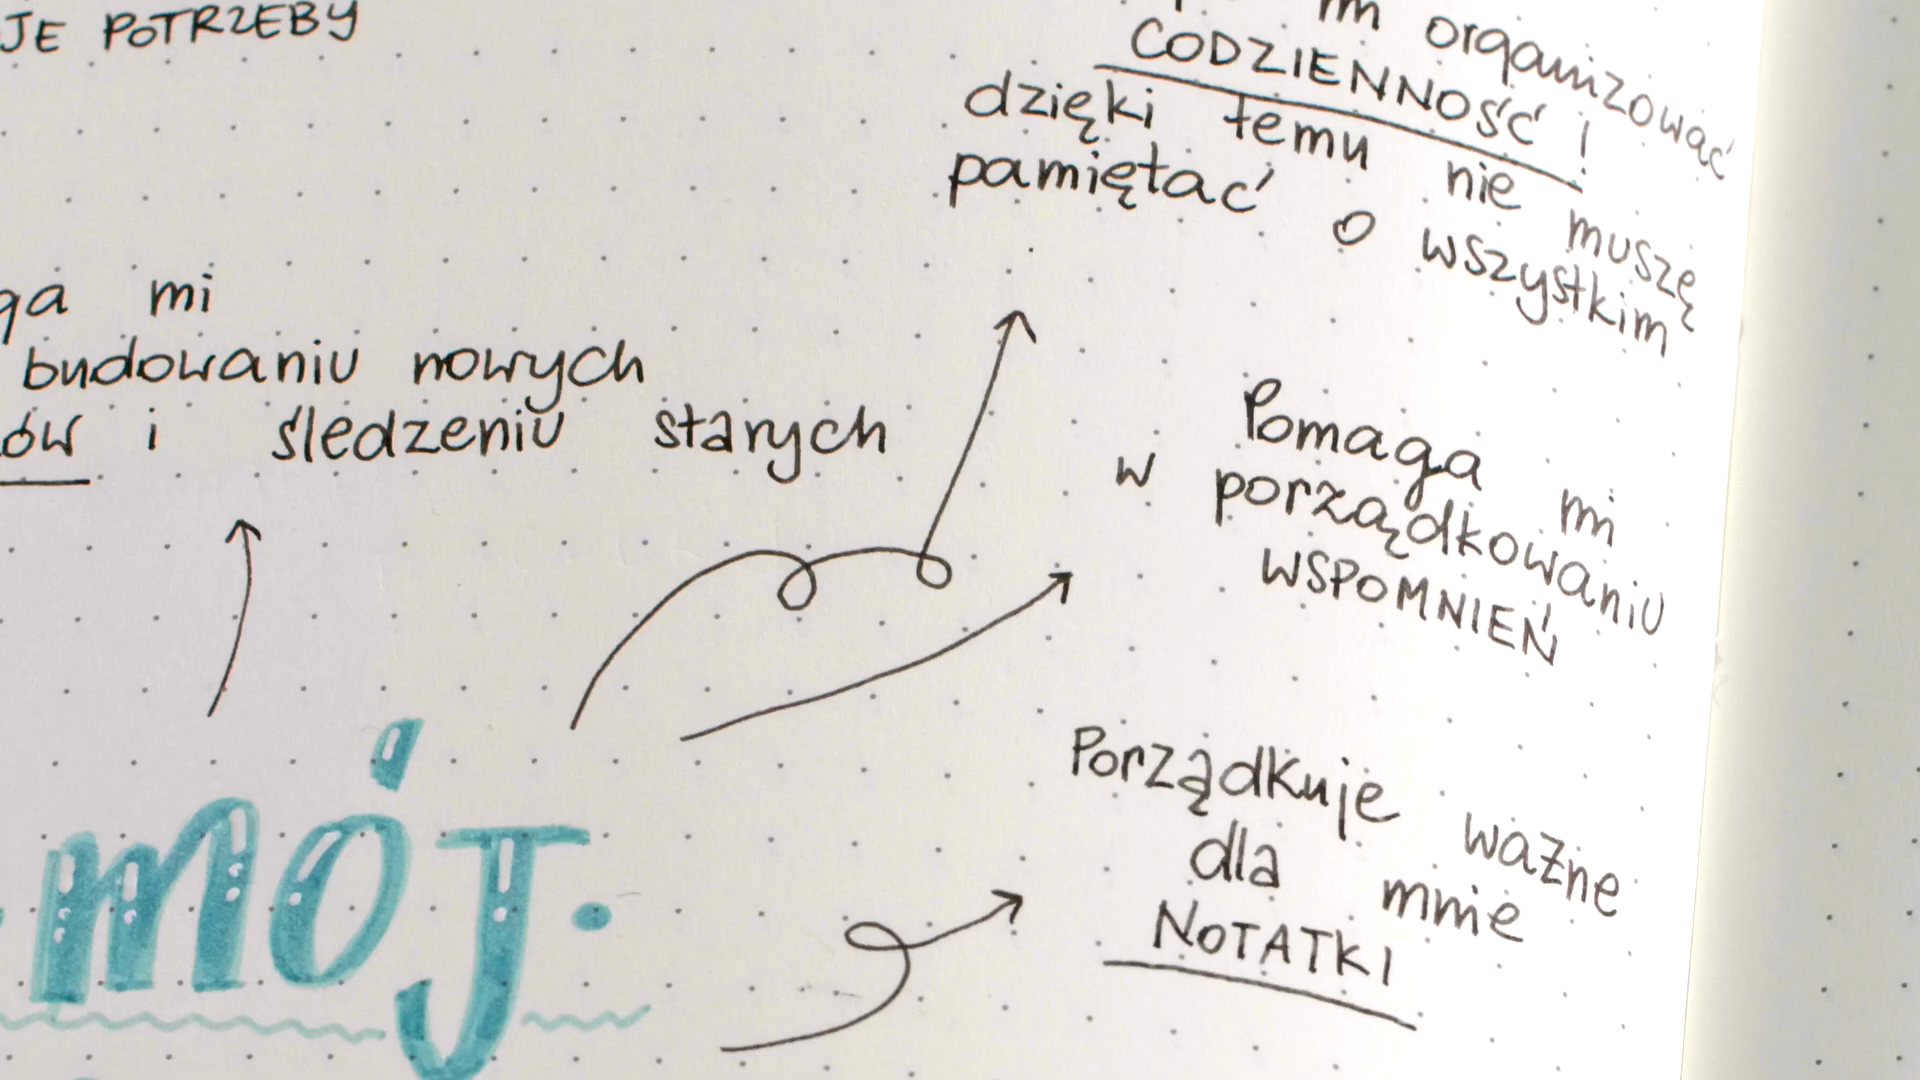 JE POTRZEBY
mi organizować
CODZIENNOŚĆ!
dzięki temu nie muszę
pamiętać o wszystkim
ga mi
budowaniu nowych
ów i śledzeniu starych
Pomaga mi
w porządkowaniu
WSPOMNIEŃ
Porządkuje ważne
dla mnie
NOTATKI
· MÓJ ·